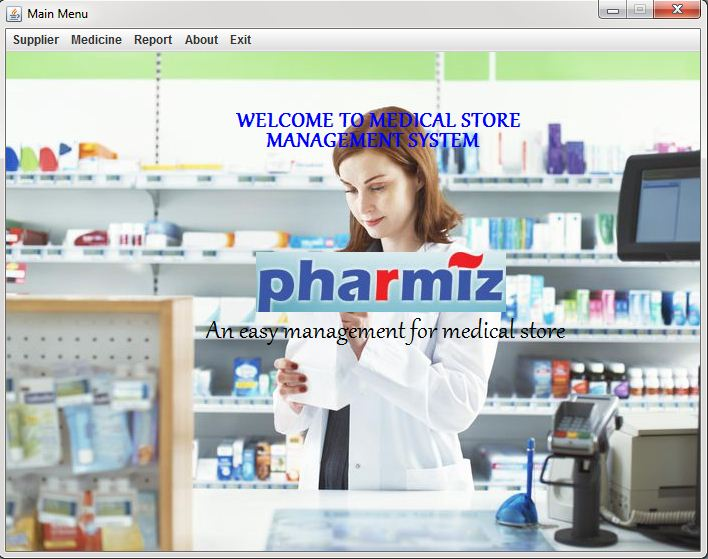 Main Menu
Supplier Medicine Report About Exit
WELCOME TO MEDICAL STORE
MANAGEMENT SYSTEM
pharmiz
An easy management for medical store